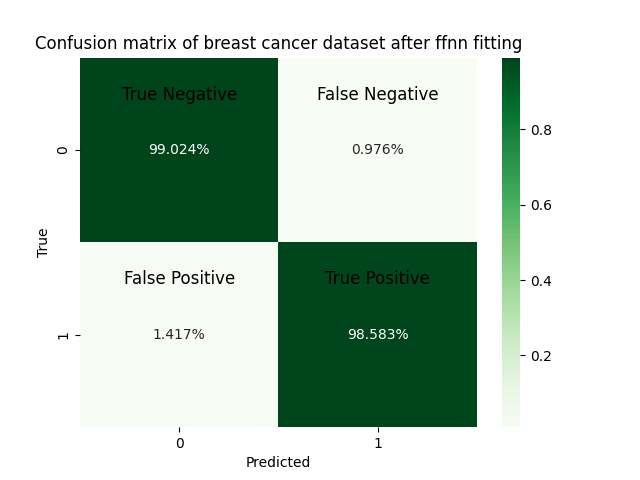 Confusion matrix of breast cancer dataset after ffnn fitting
True Negative
False Negative
99.024%
0.976%
0
False Positive
True Positive
1.417%
98.583%
1
True
0
1
Predicted
0.8
0.6
0.4
0.2